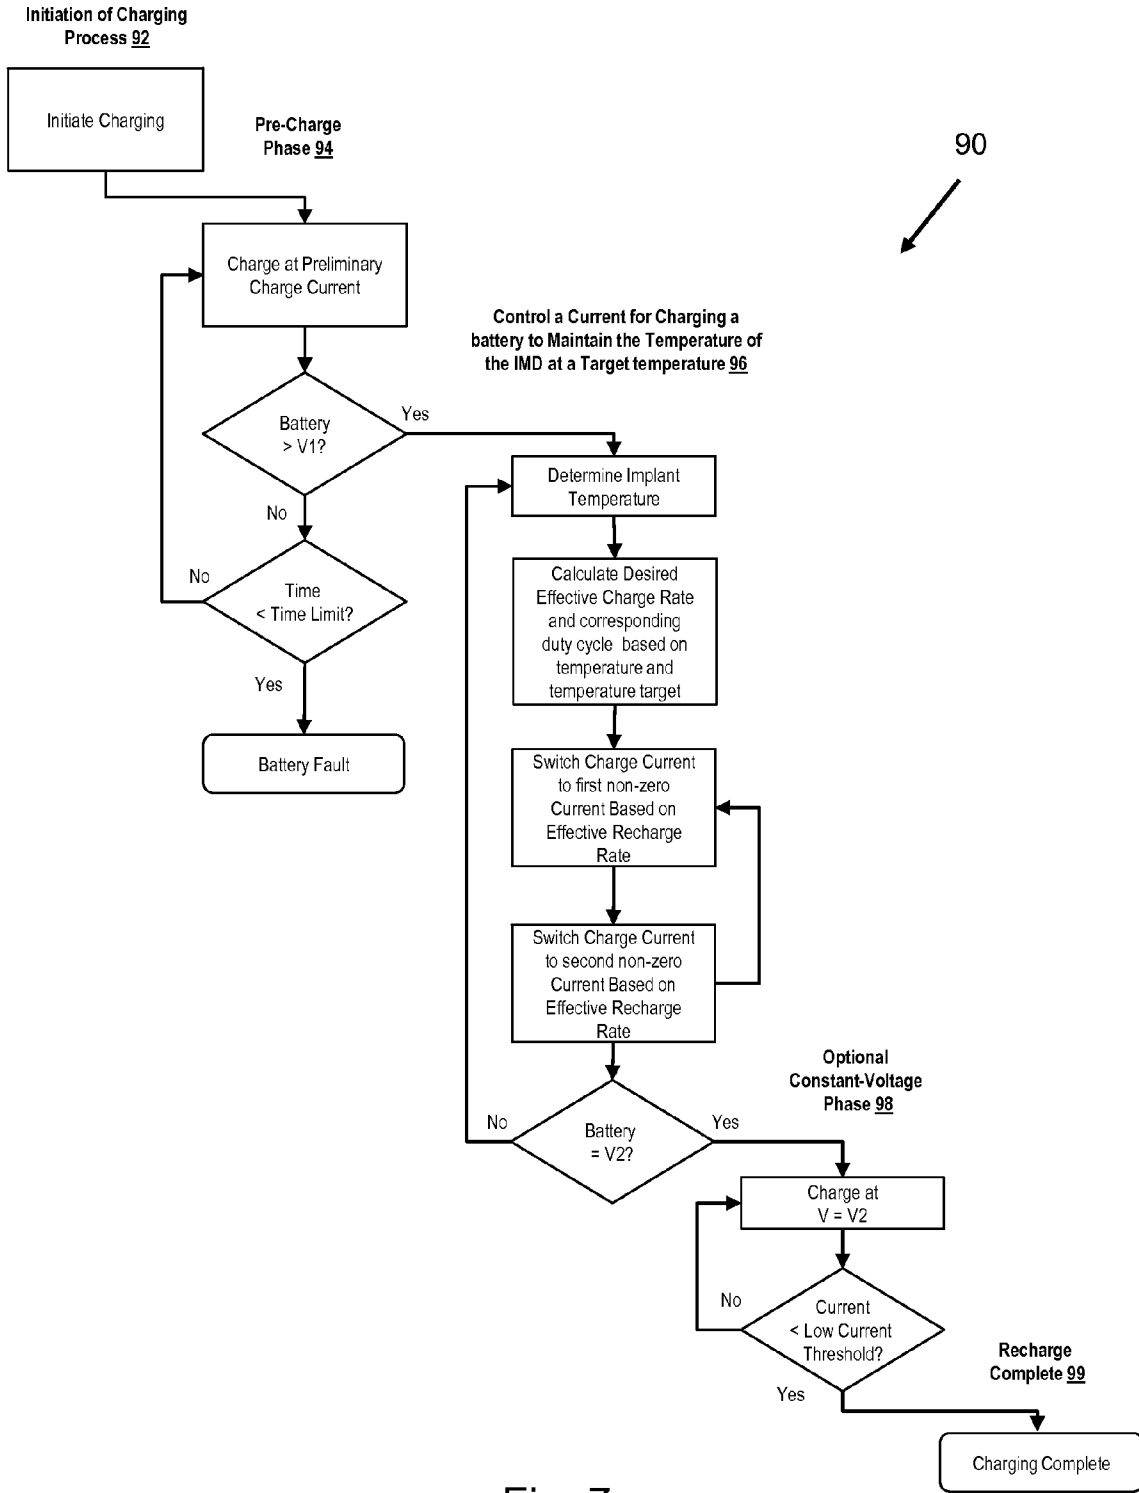 Initiation of Charging
Process 92
Initiate Charging
Pre-Charge
Phase 94
90
Charge at Preliminary
Charge Current
Control a Current for Charging a
battery to Maintain the Temperature of
the IMD at a Target temperature 96
Battery
> V1?
Yes
No
Determine Implant
Temperature
Time
< Time Limit?
No
Yes
Battery Fault
Calculate Desired
Effective Charge Rate
and corresponding
duty cycle based on
temperature and
temperature target
Switch Charge Current
to first non-zero
Current Based on
Effective Recharge
Rate
Switch Charge Current
to second non-zero
Current Based on
Effective Recharge
Rate
Optional
Constant-Voltage
Phase 98
No
Battery
= V2?
Yes
Charge at
V = V2
No
Current
< Low Current
Threshold?
Yes
Recharge
Complete 99
Charging Complete